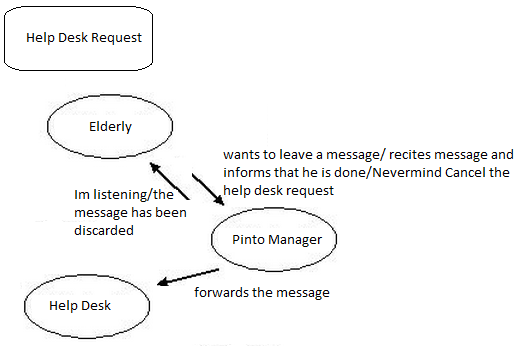 Help Desk Request
Elderly
wants to leave a message/ recites message and
informs that he is done/Nevermind Cancel the
help desk request
Im listening/the
message has been
discarded
Pinto Manager
forwards the message
Help Desk